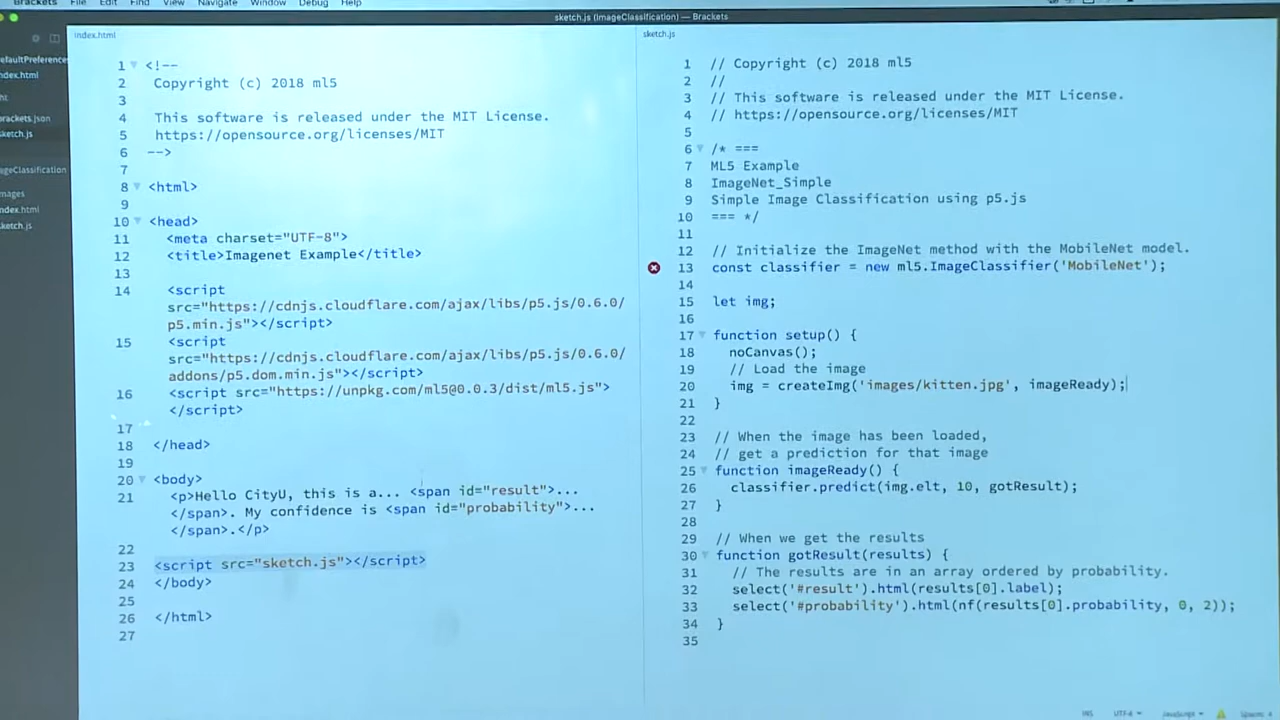 Brackets File Edit Find View Navigate Window Debug Help
sketch.js (ImageClassification) — Brackets
index.html
sketch.js
index.html
brackets.json
sketch.js
index.html
sketch.js
1 <!--
2 Copyright (c) 2018 ml5
3
4 This software is released under the MIT License.
5 https://opensource.org/licenses/MIT
6 -->
7
8 <html>
9
10 <head>
11 <meta charset="UTF-8">
12 <title>Imagenet Example</title>
13
14 <script
src="https://cdnjs.cloudflare.com/ajax/libs/p5.js/0.6.0/
p5.min.js"></script>
15 <script
src="https://cdnjs.cloudflare.com/ajax/libs/p5.js/0.6.0/
addons/p5.dom.min.js"></script>
16 <script src="https://unpkg.com/ml5@0.0.3/dist/ml5.js">
</script>
17
18 </head>
19
20 <body>
21 <p>Hello CityU, this is a... <span id="result">...
</span>. My confidence is <span id="probability">...
</span>.</p>
22
23 <script src="sketch.js"></script>
24 </body>
25
26 </html>
27
1 // Copyright (c) 2018 ml5
2 //
3 // This software is released under the MIT License.
4 // https://opensource.org/licenses/MIT
5
6 /* ===
7 ML5 Example
8 ImageNet_Simple
9 Simple Image Classification using p5.js
10 === */
11
12 // Initialize the ImageNet method with the MobileNet model.
13 const classifier = new ml5.ImageClassifier('MobileNet');
14
15 let img;
16
17 function setup() {
18 noCanvas();
19 // Load the image
20 img = createImg('images/kitten.jpg', imageReady);
21 }
22
23 // When the image has been loaded,
24 // get a prediction for that image
25 function imageReady() {
26 classifier.predict(img.elt, 10, gotResult);
27 }
28
29 // When we get the results
30 function gotResult(results) {
31 // The results are in an array ordered by probability.
32 select('#result').html(results[0].label);
33 select('#probability').html(nf(results[0].probability, 0, 2));
34 }
35
INS UTF-8 JavaScript Spaces: 4